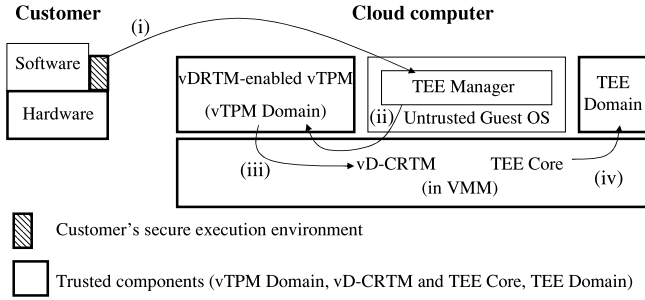 Customer
Cloud computer
(i)
Software
Hardware
vDRTM-enabled vTPM
(vTPM Domain)
TEE Manager
(ii)
Untrusted Guest OS
TEE
Domain
(iii)
vD-CRTM
TEE Core
(iv)
(in VMM)
Customer's secure execution environment
Trusted components (vTPM Domain, vD-CRTM and TEE Core, TEE Domain)